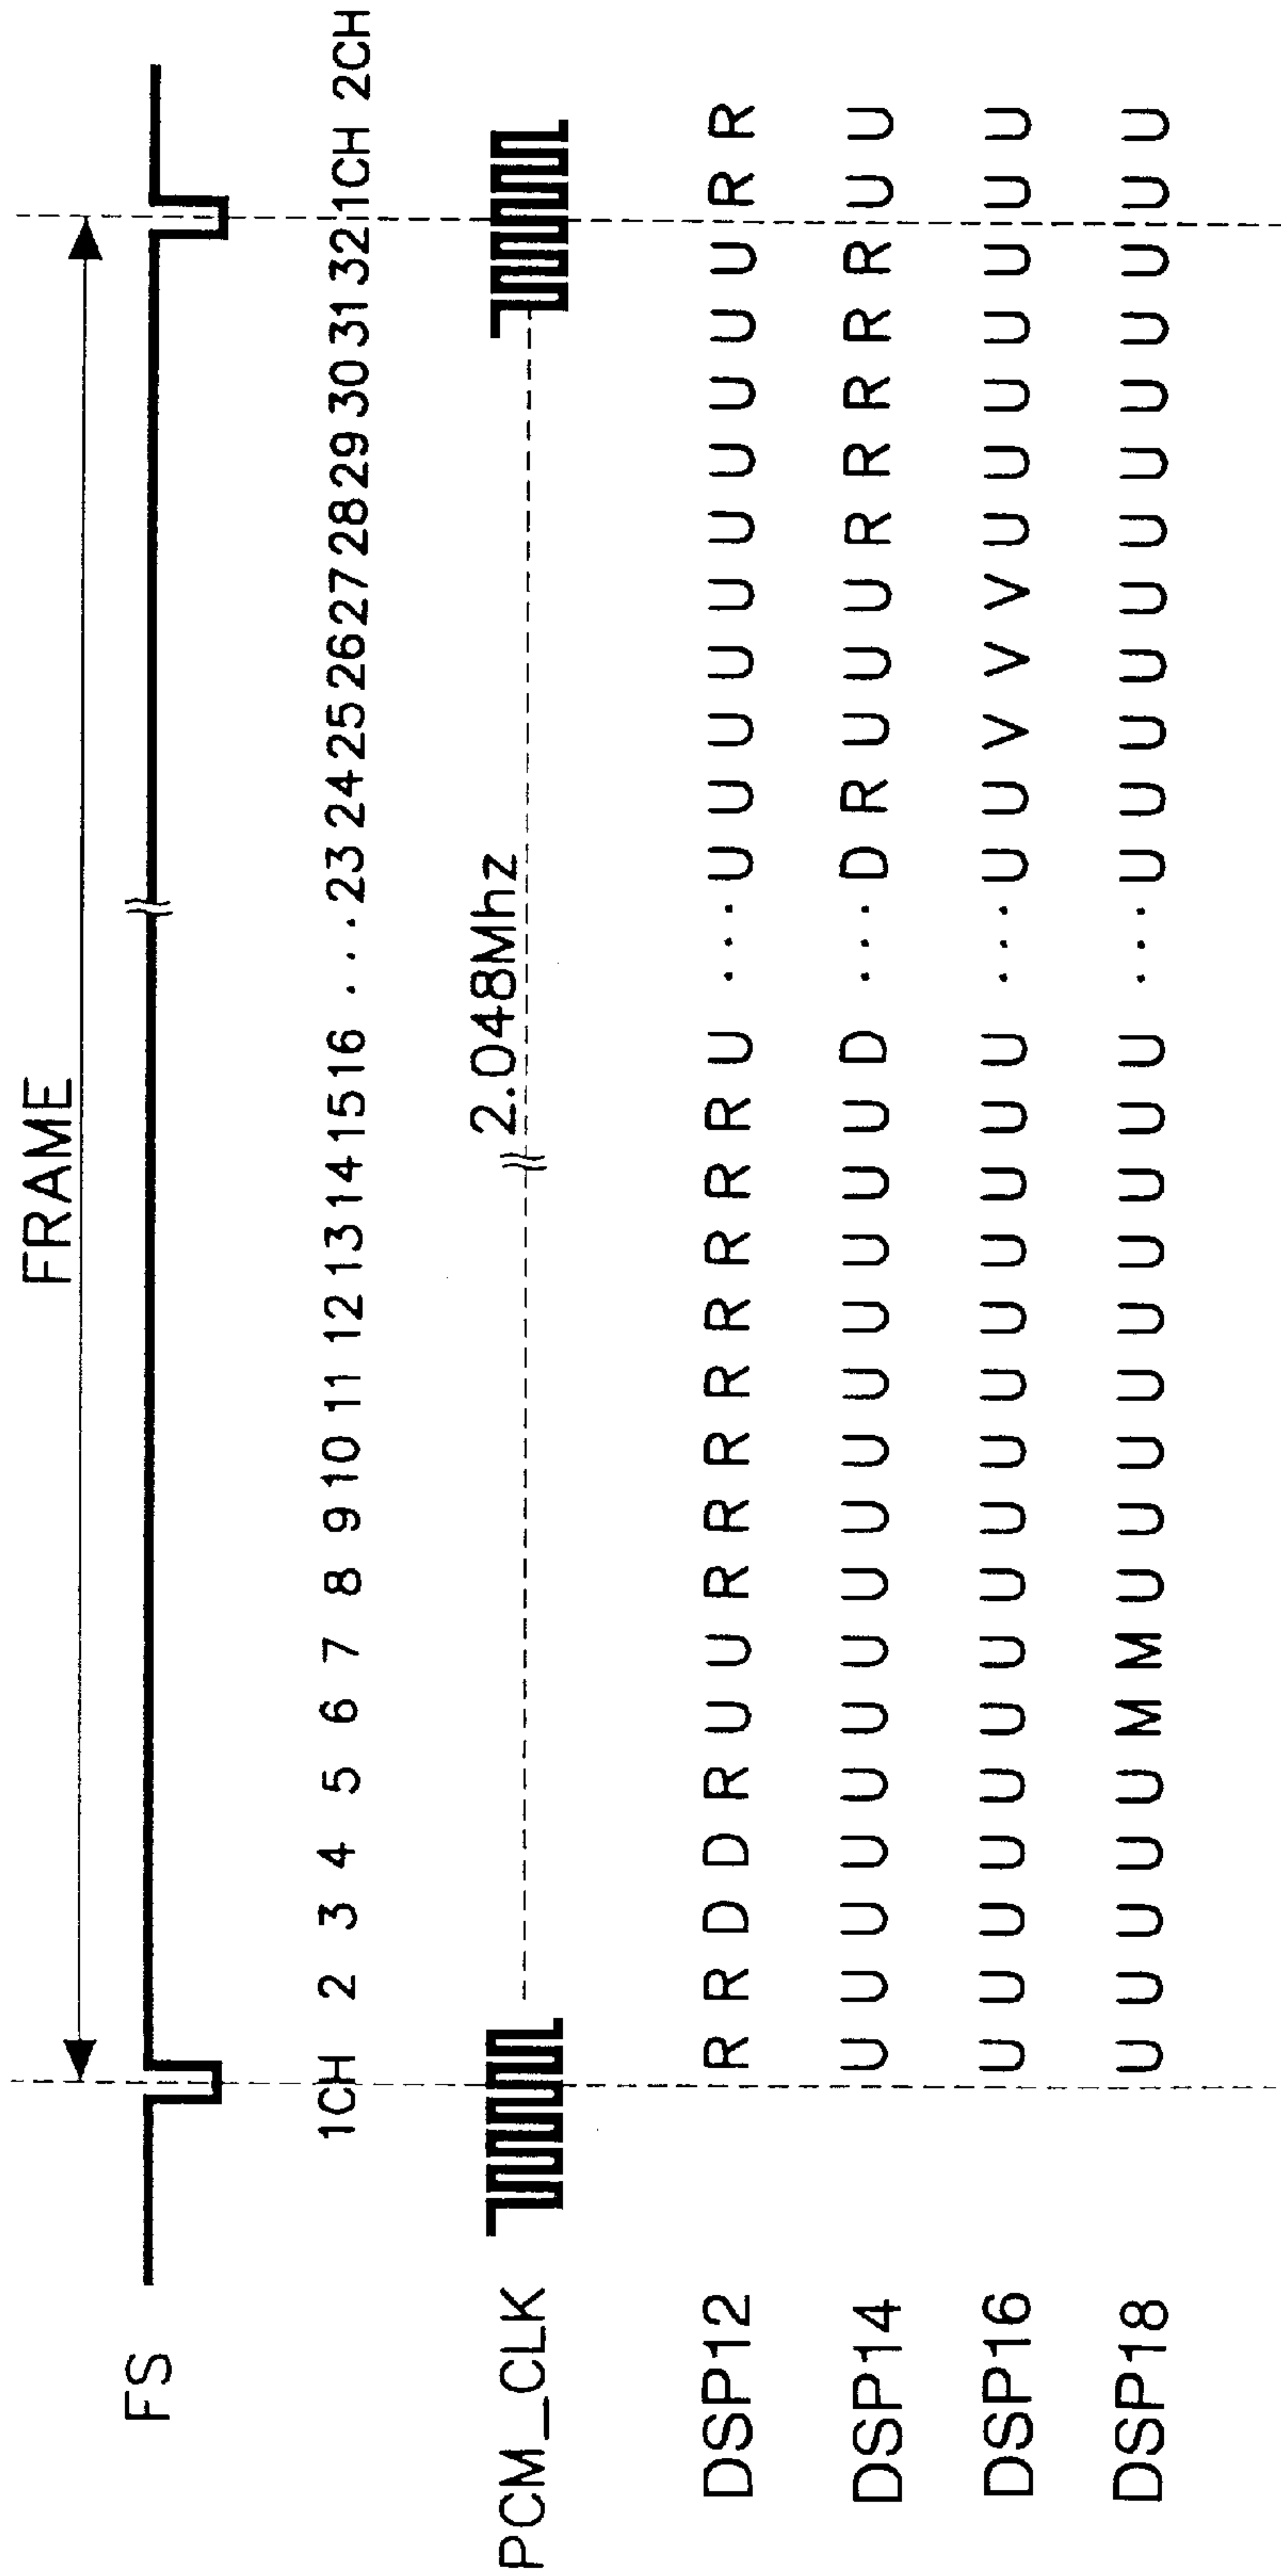 FRAME
FS
1CH 2 3 4 5 6 7 8 9 10 11 12 13 14 15 16 ... 23 24 25 26 27 28 29 30 31 32 1CH 2CH
2.048Mhz
PCM_CLK
DSP12 R R D D R U U R R R R R R R R U ... U U U U U U U U U U R R
DSP14 U U U U U U U U U U U U U U U D ... D R U U U R R R R R U U
DSP16 U U U U U U U U U U U U U U U U ... U U V V V U U U U U U U
DSP18 U U U U U M M U U U U U U U U U ... U U U U U U U U U U U U